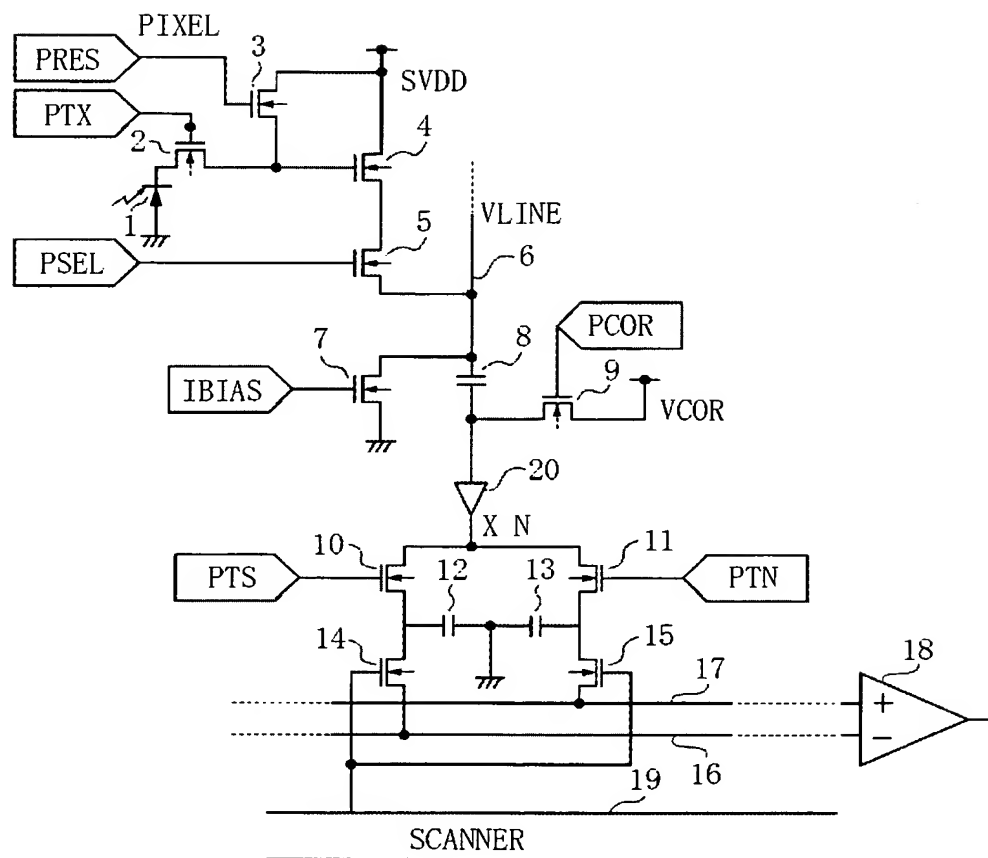 PIXEL
PRES
3
SVDD
PTX
2
4
1
VLINE
PSEL
5
6
PCOR
7
8
9
IBIAS
VCOR
20
X N
10
11
PTS
12
13
PTN
14
15
17
18
+
−
16
19
SCANNER